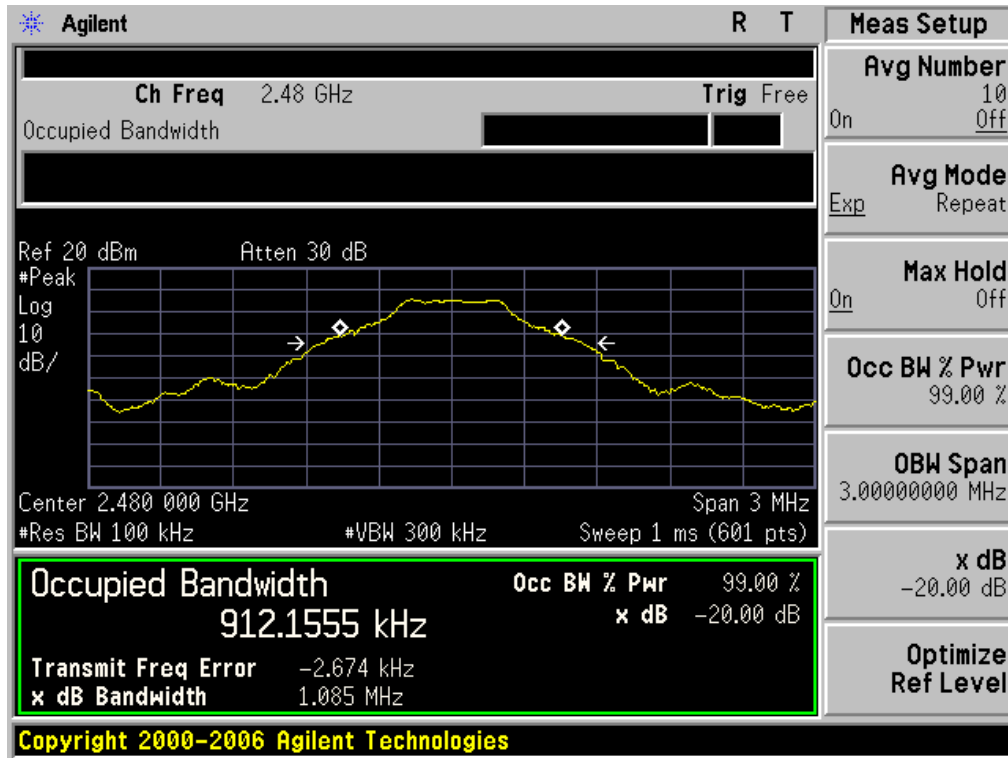 Agilent R T
Ch Freq 2.48 GHz Trig Free
Occupied Bandwidth
Ref 20 dBm Atten 30 dB
#Peak
Log
10
dB/
Center 2.480 000 GHz Span 3 MHz
#Res BW 100 kHz #VBW 300 kHz Sweep 1 ms (601 pts)
Occupied Bandwidth Occ BW % Pwr 99.00 %
912.1555 kHz x dB -20.00 dB
Transmit Freq Error -2.674 kHz
x dB Bandwidth 1.085 MHz
Copyright 2000-2006 Agilent Technologies
Meas Setup
Avg Number
10
On Off
Avg Mode
Exp Repeat
Max Hold
On Off
Occ BW % Pwr
99.00 %
OBW Span
3.00000000 MHz
x dB
-20.00 dB
Optimize
Ref Level